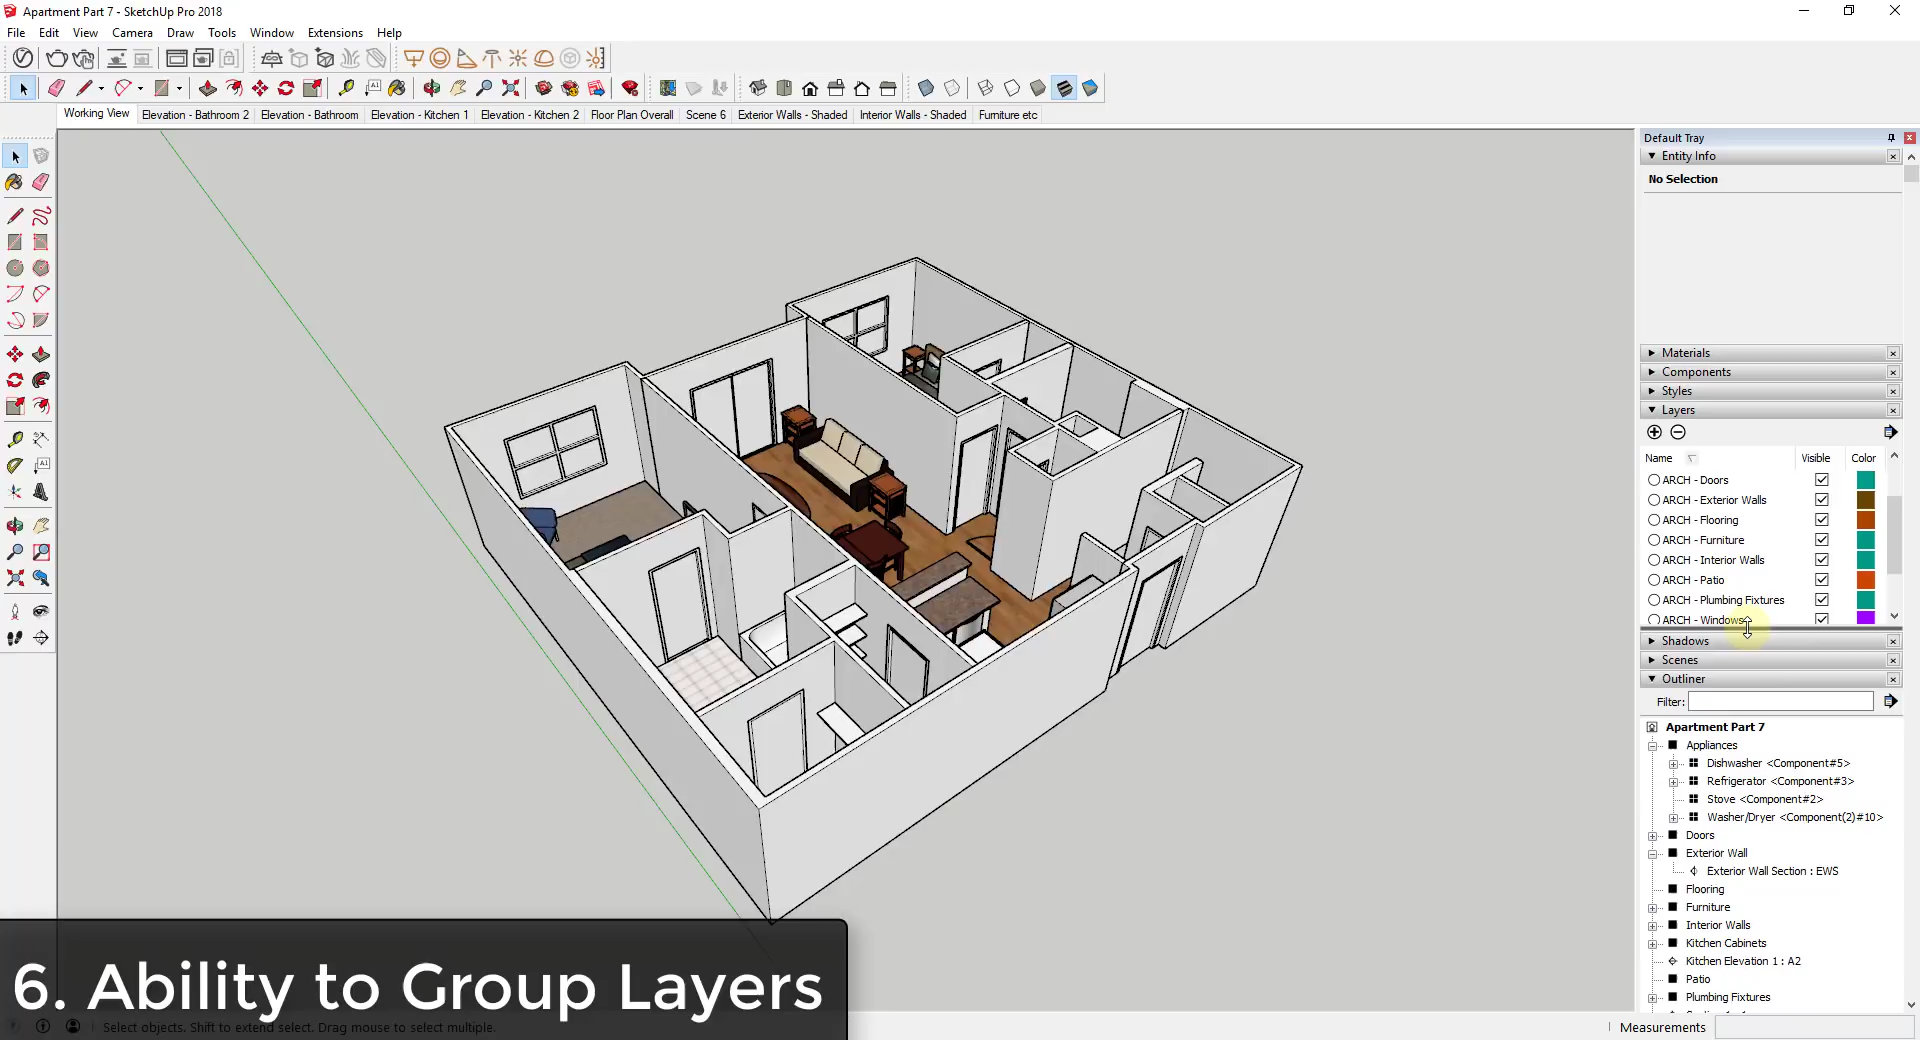 Apartment Part 7 - SketchUp Pro 2018
File Edit View Camera Draw Tools Window Extensions Help
Working View Elevation - Bathroom 2 Elevation - Bathroom Elevation - Kitchen 1 Elevation - Kitchen 2 Floor Plan Overall Scene 6 Exterior Walls - Shaded Interior Walls - Shaded Furniture etc
Default Tray
Entity Info
No Selection
Materials
Components
Styles
Layers
Name Visible Color
ARCH - Doors
ARCH - Exterior Walls
ARCH - Flooring
ARCH - Furniture
ARCH - Interior Walls
ARCH - Patio
ARCH - Plumbing Fixtures
ARCH - Windows
Shadows
Scenes
Outliner
Filter:
Apartment Part 7
Appliances
Dishwasher <Component#5>
Refrigerator <Component#3>
Stove <Component#2>
Washer/Dryer <Component(2)#10>
Doors
Exterior Wall
Exterior Wall Section : EWS
Flooring
Furniture
Interior Walls
Kitchen Cabinets
Kitchen Elevation 1 : A2
Patio
Plumbing Fixtures
6. Ability to Group Layers
Select objects. Shift to extend select. Drag mouse to select multiple.
Measurements